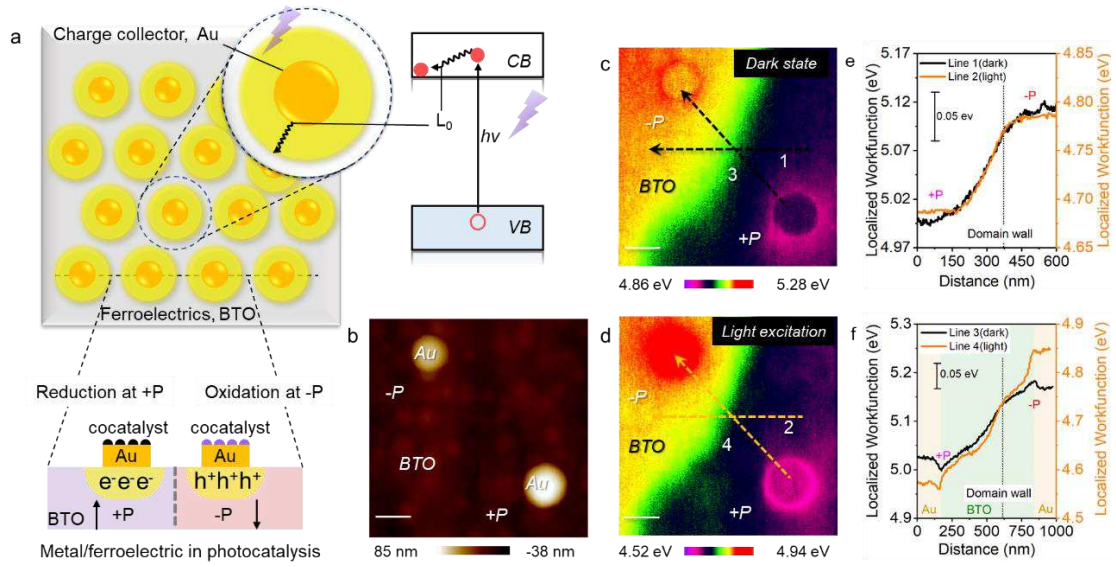 a
Charge collector, Au
CB
L₀
hν
VB
Ferroelectrics, BTO
Reduction at +P
Oxidation at -P
cocatalyst
cocatalyst
Au
Au
e⁻e⁻e⁻
h⁺h⁺h⁺
BTO
+P
-P
Metal/ferroelectric in photocatalysis
b
Au
-P
BTO
Au
+P
85 nm
-38 nm
c
Dark state
-P
1
3
BTO
+P
4.86 eV
5.28 eV
d
Light excitation
-P
2
4
BTO
+P
4.52 eV
4.94 eV
e
Localized Workfunction (eV)
5.17
5.12
5.07
5.02
4.97
Line 1(dark)
Line 2(light)
-P
0.05 ev
+P
Domain wall
4.85
4.80
4.75
4.70
4.65
Localized Workfunction (eV)
0
150
300
450
600
Distance (nm)
f
Localized Workfunction (eV)
5.3
5.2
5.1
5.0
4.9
Line 3(dark)
Line 4(light)
0.05 eV
-P
+P
Domain wall
Au
BTO
Au
4.9
4.8
4.7
4.6
4.5
Localized Workfunction (eV)
0
250
500
750
1000
Distance (nm)